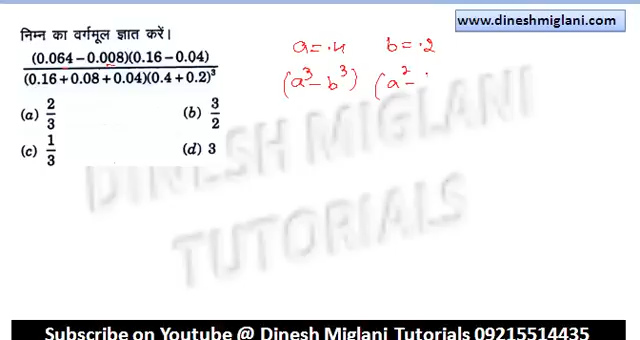 www.dineshmiglani.com
निम्न का वर्गमूल ज्ञात करें।
(0.064 – 0.008)(0.16 – 0.04)
(0.16 + 0.08 + 0.04)(0.4 + 0.2)³
a = .4 b = .2
(a³ – b³) (a² –
(a) 2/3 (b) 3/2
(c) 1/3 (d) 3
DINESH MIGLANI
TUTORIALS
Subscribe on Youtube @ Dinesh Miglani Tutorials 09215514435